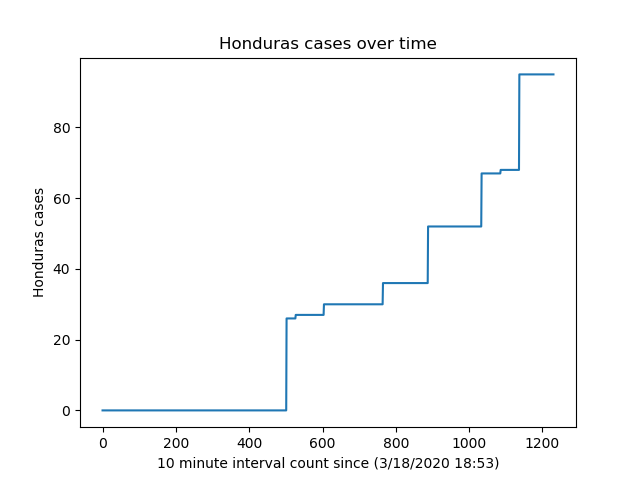 Honduras cases over time
80
60
40
20
0
Honduras cases
0 200 400 600 800 1000 1200
10 minute interval count since (3/18/2020 18:53)